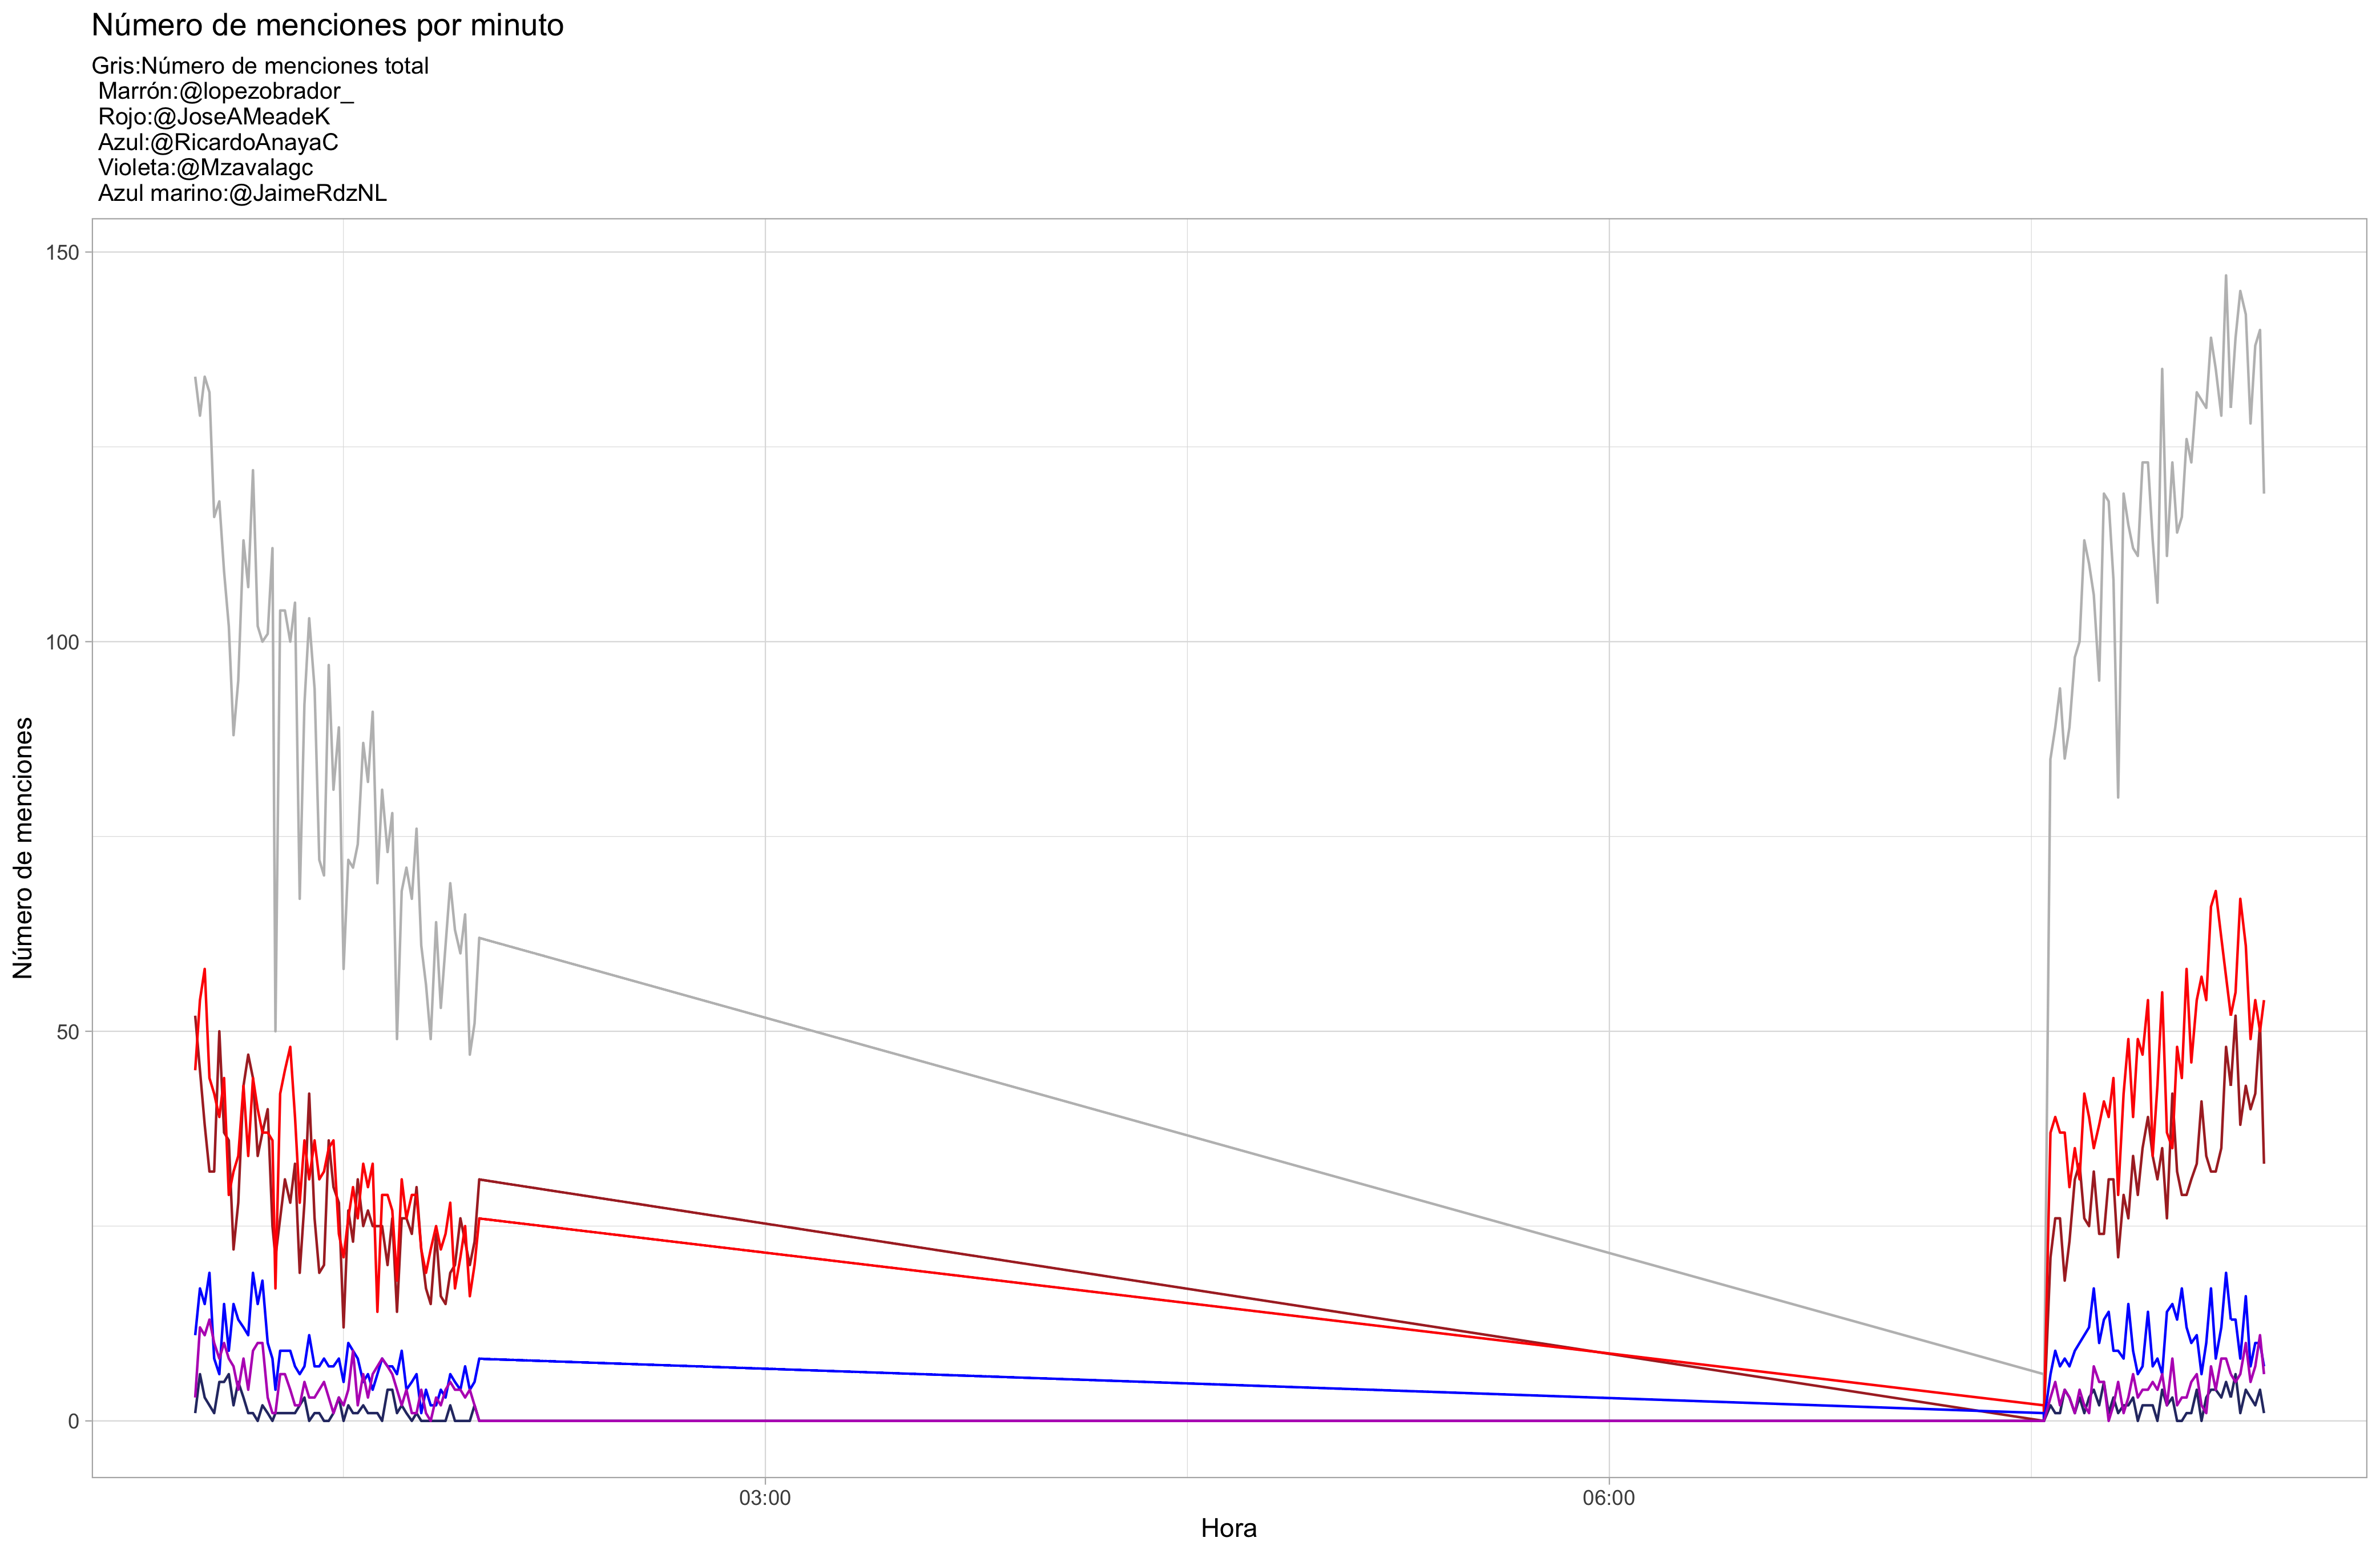 Número de menciones por minuto
Gris:Número de menciones total
Marrón:@lopezobrador_
Rojo:@JoseAMeadeK
Azul:@RicardoAnayaC
Violeta:@Mzavalagc
Azul marino:@JaimeRdzNL
150
100
50
0
Número de menciones
03:00
06:00
Hora